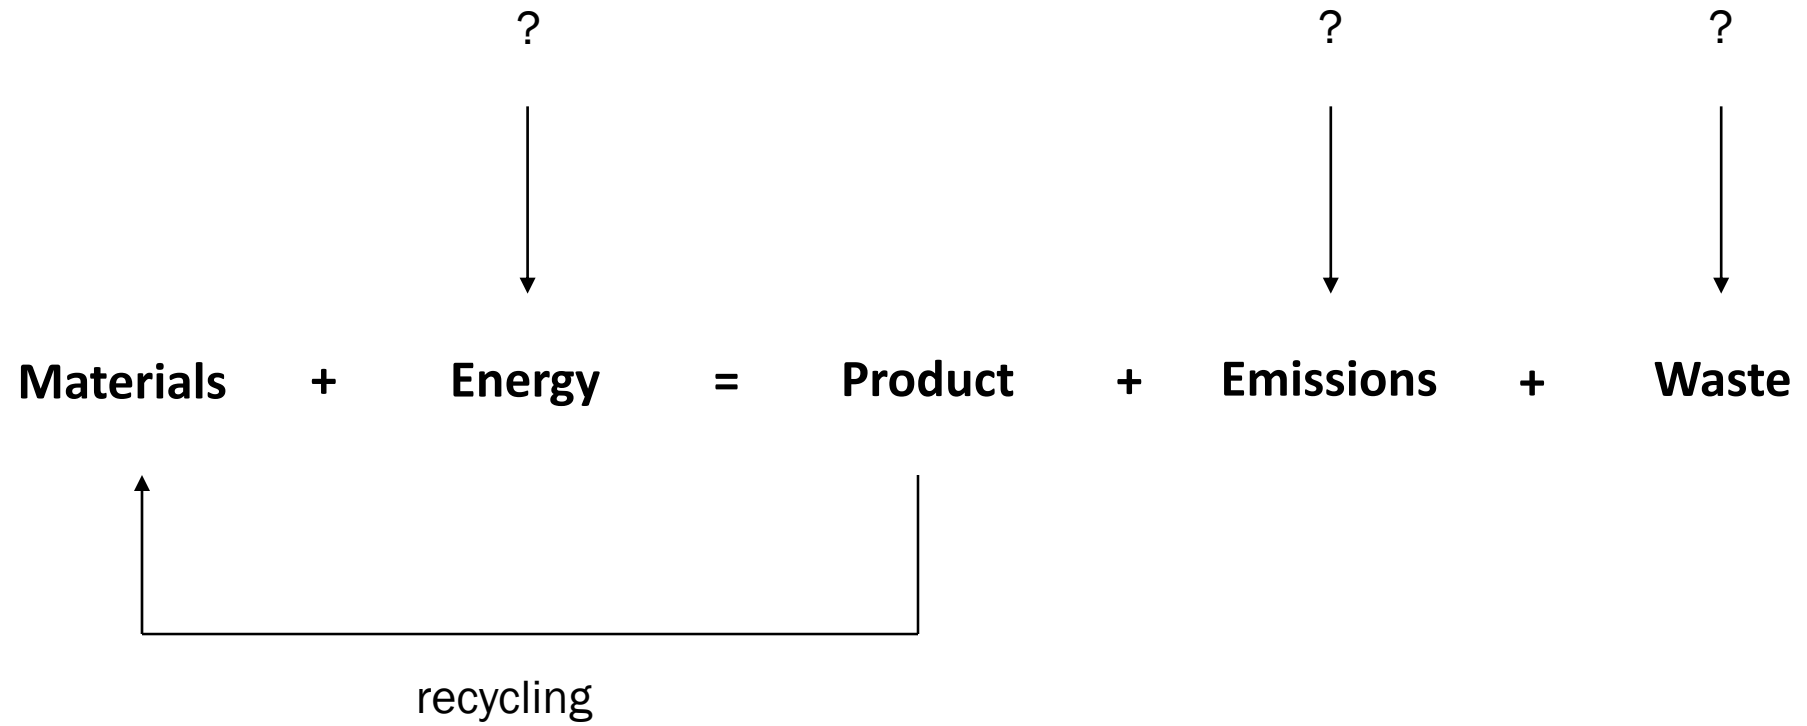 ? ? ?
Materials + Energy = Product + Emissions + Waste
recycling